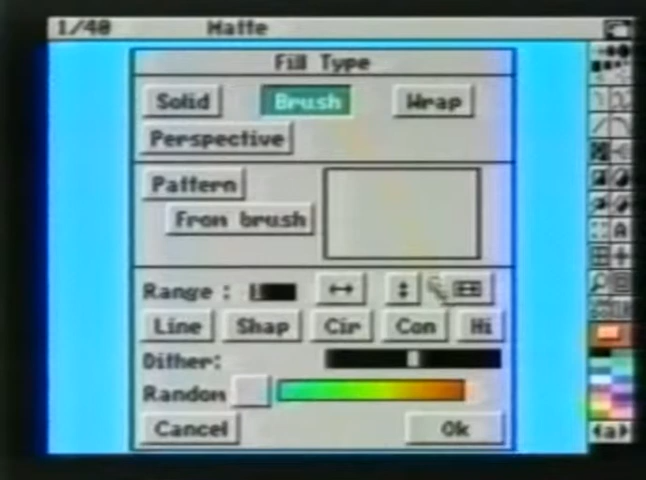 1/40 Matte
Fill Type
Solid Brush Wrap
Perspective
Pattern
From brush
Range :
Line Shap Cir Con Hi
Dither:
Random
Cancel Ok
A
a